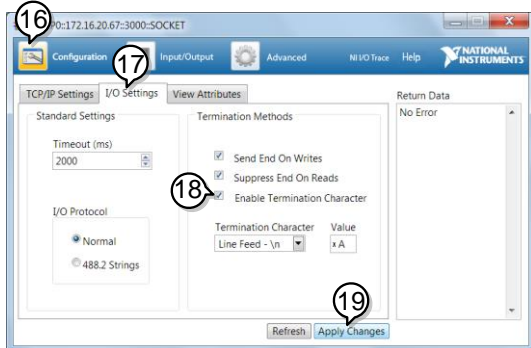 16
P0::172.16.20.67::3000::SOCKET
Configuration
Input/Output
Advanced
NI I/O Trace
Help
NATIONAL INSTRUMENTS
17
TCP/IP Settings
I/O Settings
View Attributes
Return Data
Standard Settings
Termination Methods
No Error
Timeout (ms)
2000
Send End On Writes
Suppress End On Reads
18
Enable Termination Character
I/O Protocol
Normal
488.2 Strings
Termination Character
Value
Line Feed - \n
x A
19
Refresh
Apply Changes